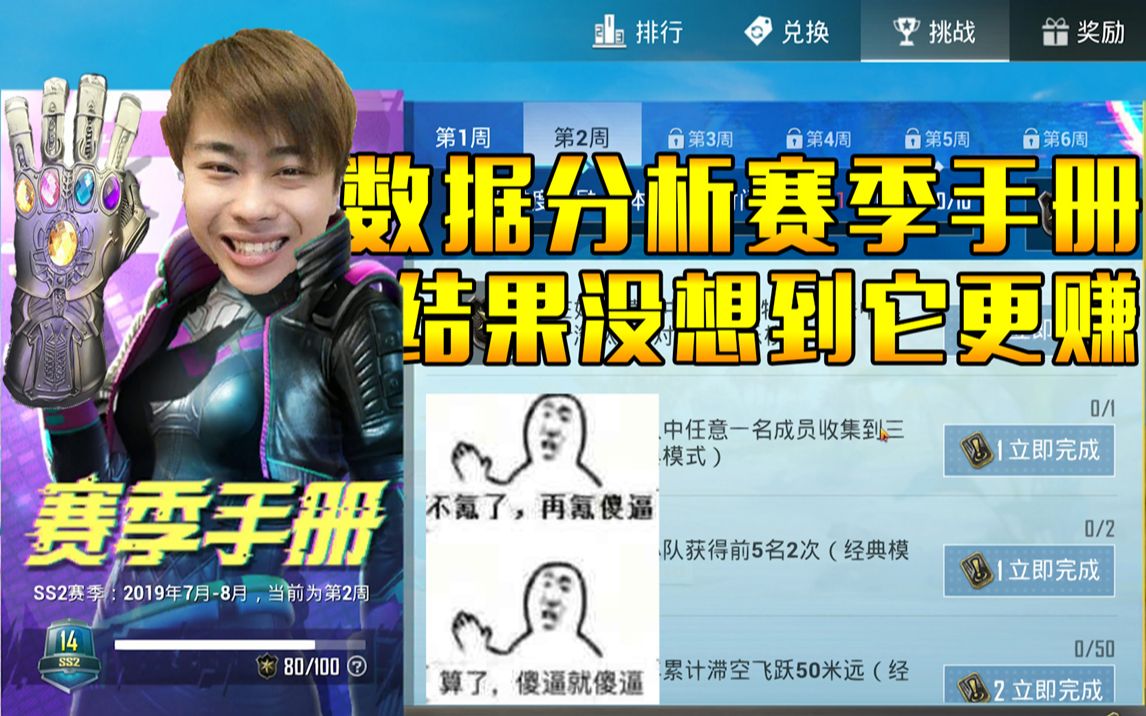 排行
兑换
挑战
奖励
第1周
第2周
第3周
第4周
第5周
第6周
数据分析赛季手册
结果没想到它更赚
0/1
中任意一名成员收集到三
模式）
1立即完成
不氪了，再氪傻逼
0/2
队获得前5名2次（经典模
1立即完成
赛季手册
SS2赛季：2019年7月-8月，当前为第2周
14
SS2
80/100
?
算了，傻逼就傻逼
0/50
累计滞空飞跃50米远（经
2立即完成